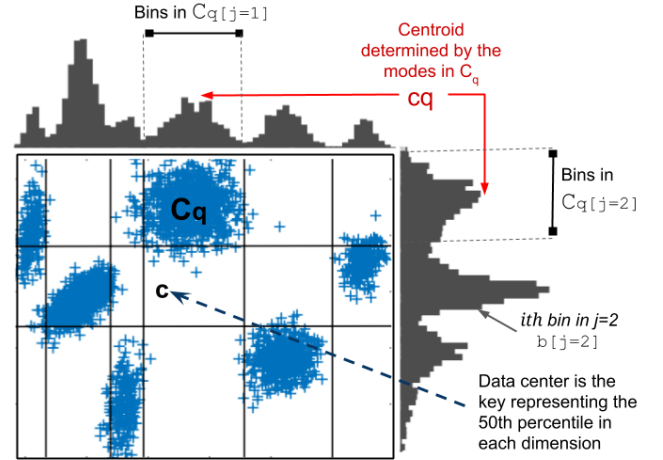 Bins in Cq[j=1]
Centroid
determined by the
modes in Cq
cq
Bins in
Cq[j=2]
Cq
c
ith bin in j=2
b[j=2]
Data center is the
key representing the
50th percentile in
each dimension